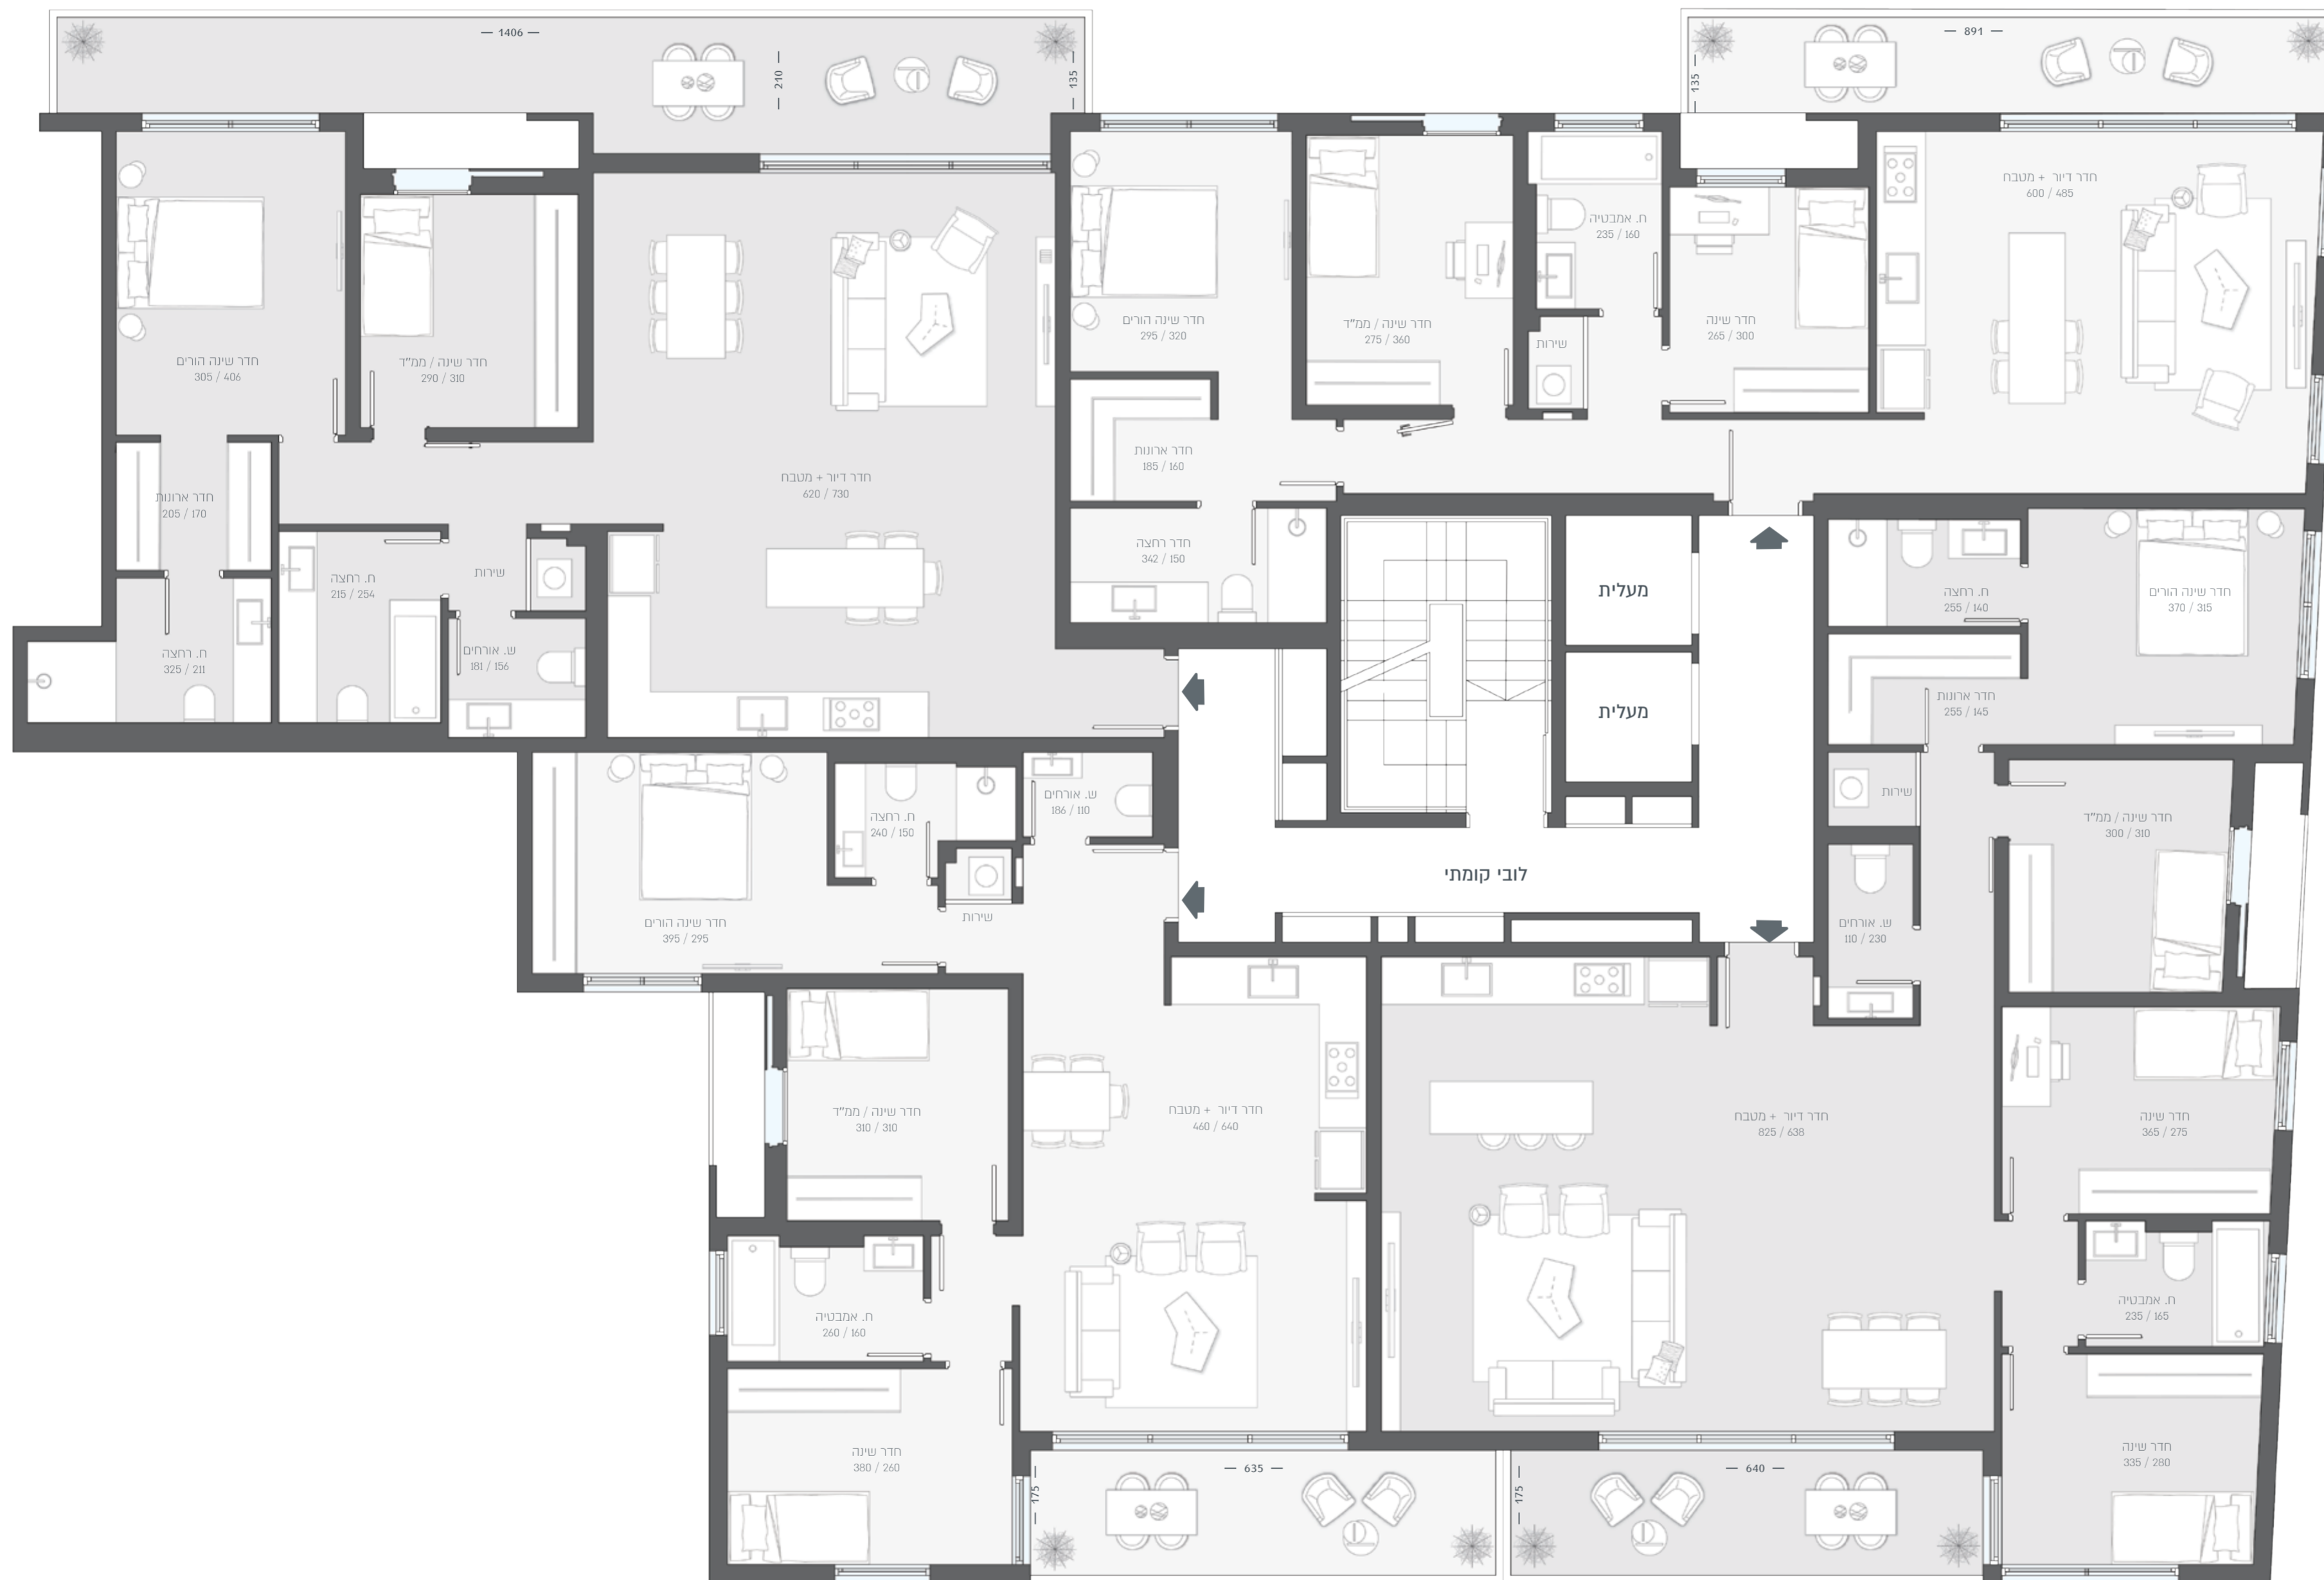 1406
210
135
891
135
חדר שינה הורים
305 / 406
חדר שינה / ממ"ד
290 / 310
חדר דיור + מטבח
620 / 730
חדר ארונות
205 / 170
ח. רחצה
215 / 254
שירות
ח. רחצה
325 / 211
ש. אורחים
181 / 156
חדר שינה הורים
295 / 320
חדר שינה / ממ"ד
275 / 360
ח. אמבטיה
235 / 160
שירות
חדר שינה
265 / 300
חדר דיור + מטבח
600 / 485
חדר ארונות
185 / 160
חדר רחצה
342 / 150
מעלית
מעלית
לובי קומתי
ח. רחצה
255 / 140
חדר שינה הורים
370 / 315
חדר ארונות
255 / 145
שירות
חדר שינה / ממ"ד
300 / 310
ש. אורחים
110 / 230
חדר שינה
365 / 275
חדר דיור + מטבח
825 / 638
ח. אמבטיה
235 / 165
חדר שינה
335 / 280
640
175
חדר שינה הורים
395 / 295
ח. רחצה
240 / 150
ש. אורחים
186 / 110
שירות
חדר שינה / ממ"ד
310 / 310
חדר דיור + מטבח
460 / 640
ח. אמבטיה
260 / 160
חדר שינה
380 / 260
635
175